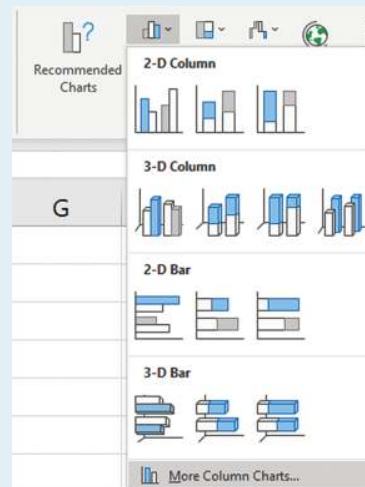 Recommended
Charts
2-D Column
3-D Column
G
2-D Bar
3-D Bar
More Column Charts...